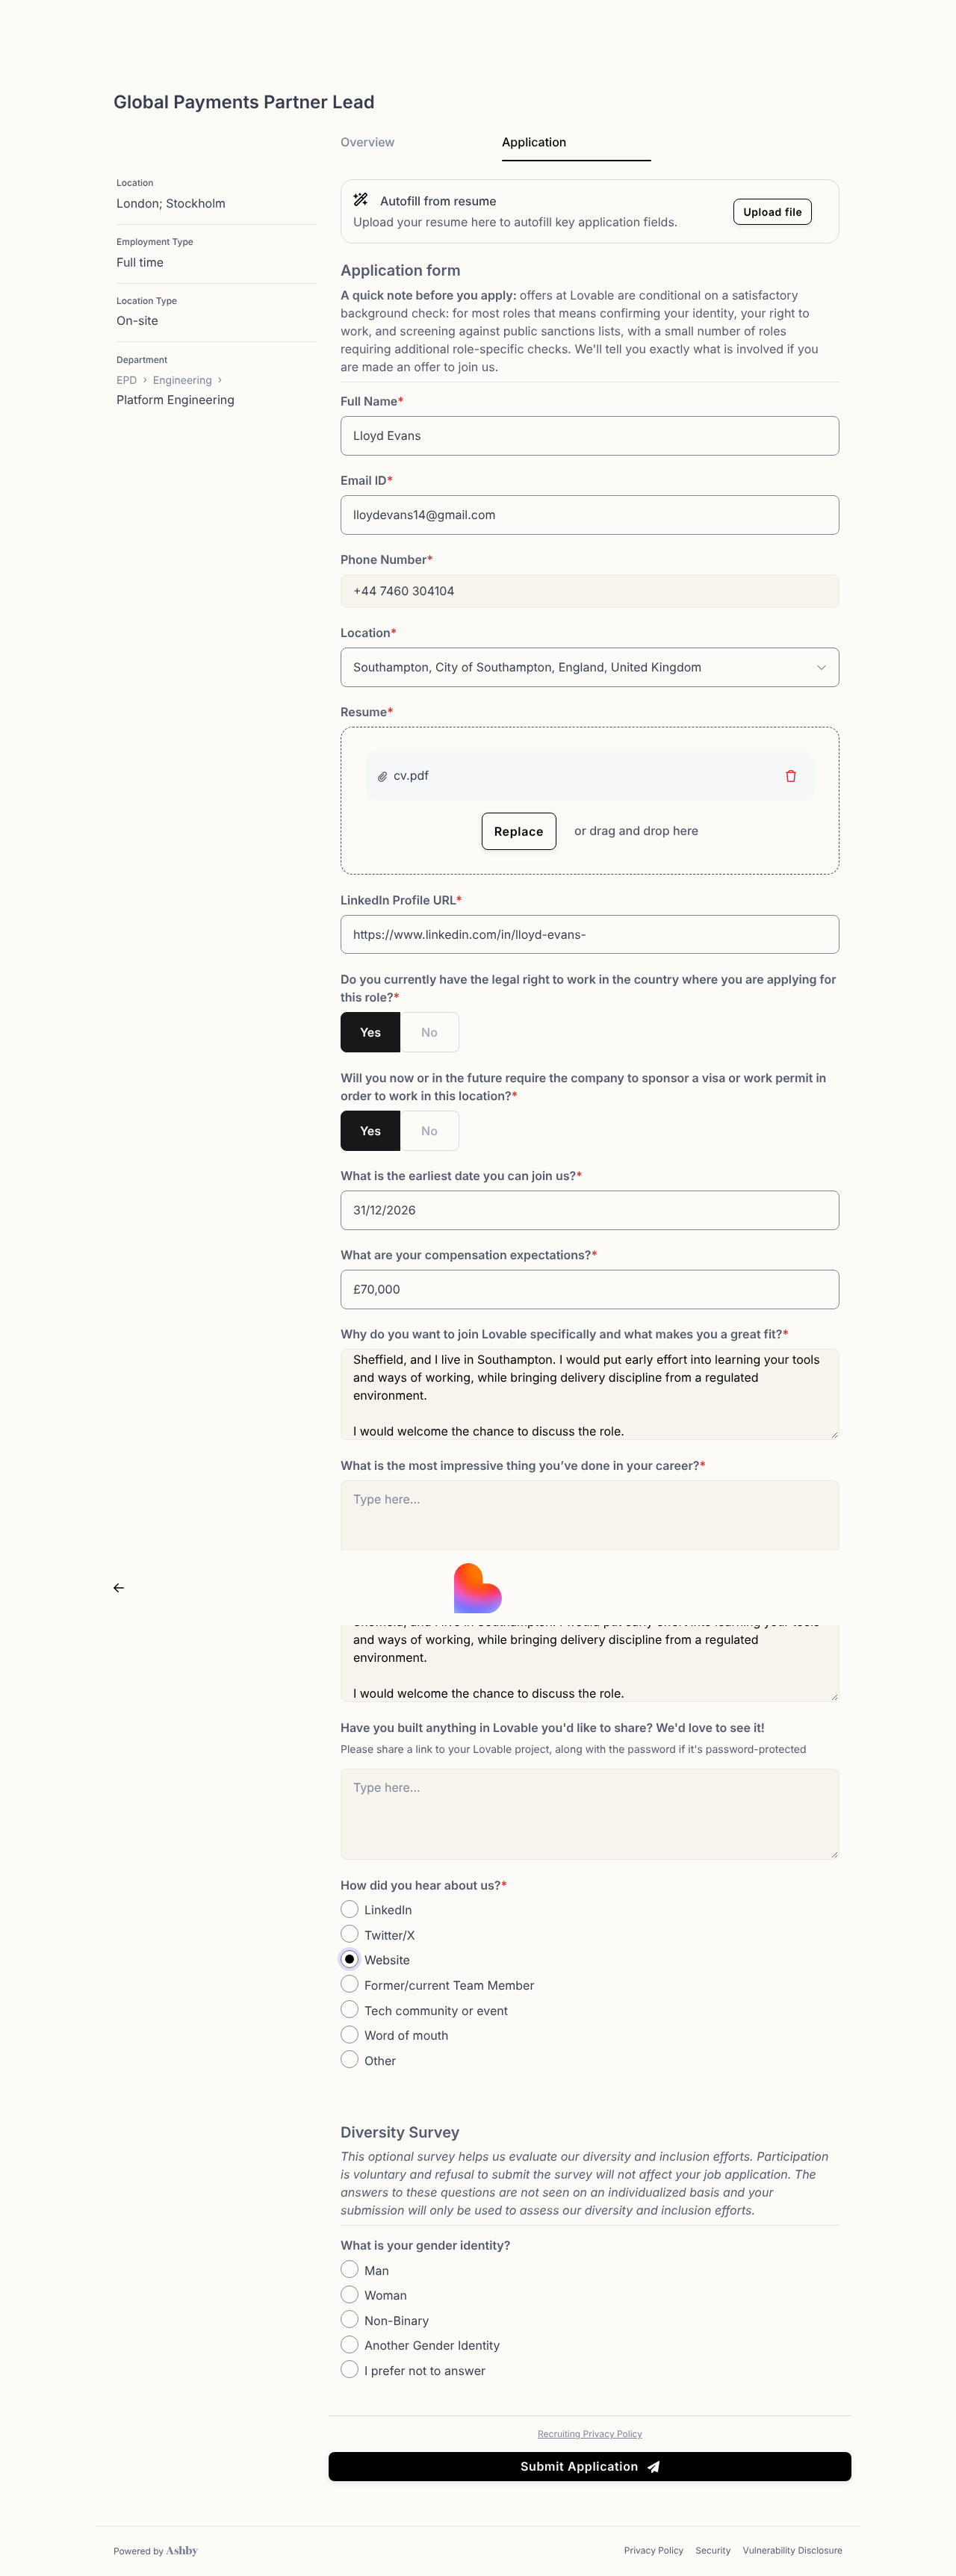 Global Payments Partner Lead
Overview
Application
Location
London; Stockholm
Employment Type
Full time
Location Type
On-site
Department
EPD › Engineering ›
Platform Engineering
Autofill from resume
Upload your resume here to autofill key application fields.
Upload file
Application form
A quick note before you apply: offers at Lovable are conditional on a satisfactory
background check: for most roles that means confirming your identity, your right to
work, and screening against public sanctions lists, with a small number of roles
requiring additional role-specific checks. We'll tell you exactly what is involved if you
are made an offer to join us.
Full Name*
Lloyd Evans
Email ID*
lloydevans14@gmail.com
Phone Number*
+44 7460 304104
Location*
Southampton, City of Southampton, England, United Kingdom
Resume*
cv.pdf
Replace
or drag and drop here
LinkedIn Profile URL*
https://www.linkedin.com/in/lloyd-evans-
Do you currently have the legal right to work in the country where you are applying for
this role?*
Yes
No
Will you now or in the future require the company to sponsor a visa or work permit in
order to work in this location?*
Yes
No
What is the earliest date you can join us?*
31/12/2026
What are your compensation expectations?*
£70,000
Why do you want to join Lovable specifically and what makes you a great fit?*
Sheffield, and I live in Southampton. I would put early effort into learning your tools
and ways of working, while bringing delivery discipline from a regulated
environment.
I would welcome the chance to discuss the role.
What is the most impressive thing you've done in your career?*
Type here...
Sheffield, and I live in Southampton. I would put early effort into learning your tools
and ways of working, while bringing delivery discipline from a regulated
environment.
I would welcome the chance to discuss the role.
Have you built anything in Lovable you'd like to share? We'd love to see it!
Please share a link to your Lovable project, along with the password if it's password-protected
Type here...
How did you hear about us?*
LinkedIn
Twitter/X
Website
Former/current Team Member
Tech community or event
Word of mouth
Other
Diversity Survey
This optional survey helps us evaluate our diversity and inclusion efforts. Participation
is voluntary and refusal to submit the survey will not affect your job application. The
answers to these questions are not seen on an individualized basis and your
submission will only be used to assess our diversity and inclusion efforts.
What is your gender identity?
Man
Woman
Non-Binary
Another Gender Identity
I prefer not to answer
Recruiting Privacy Policy
Submit Application
Powered by Ashby
Privacy Policy
Security
Vulnerability Disclosure